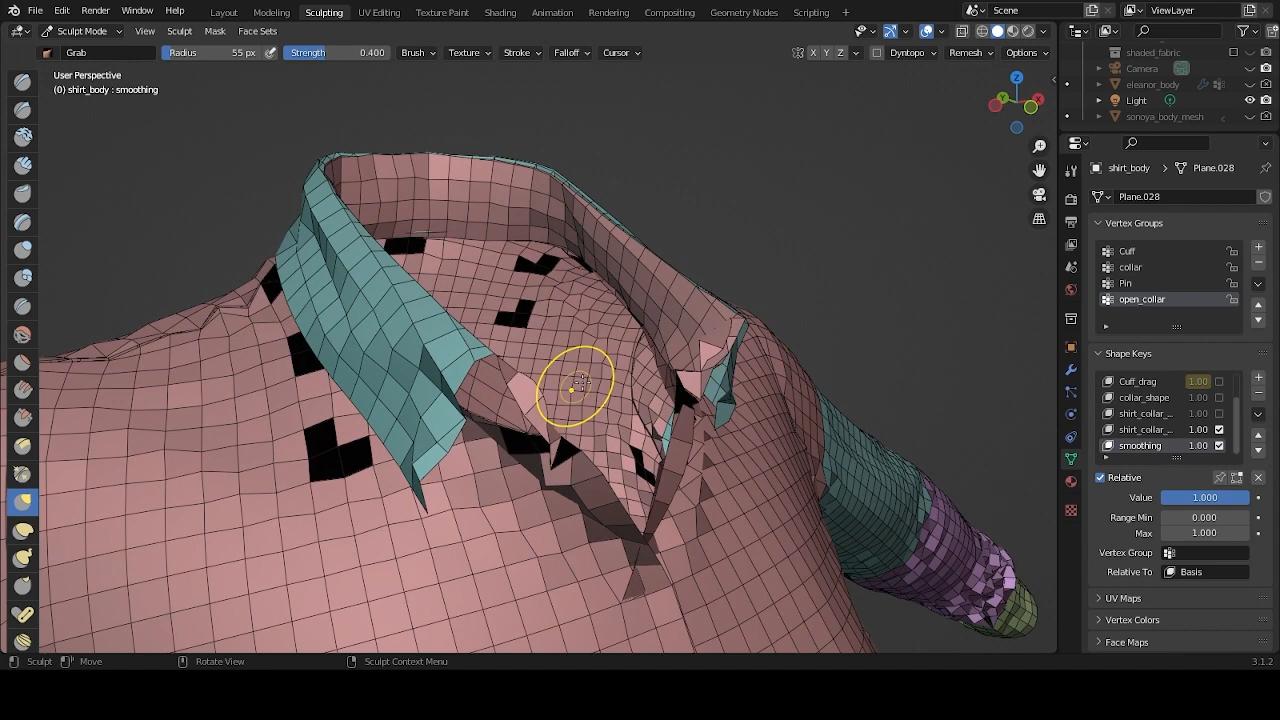 File Edit Render Window Help Layout Modeling Sculpting UV Editing Texture Paint Shading Animation Rendering Compositing Geometry Nodes Scripting + Scene ViewLayer
Sculpt Mode View Sculpt Mask Face Sets
Grab Radius 55 px Strength 0.400 Brush Texture Stroke Falloff Cursor X Y Z Dyntopo Remesh Options
User Perspective
(0) shirt_body : smoothing
Z
Y
X
shaded_fabric
Camera
eleanor_body
Light
sonoya_body_mesh
shirt_body > Plane.028
Plane.028
Vertex Groups
Cuff
collar
Pin
open_collar
Shape Keys
Cuff_drag 1.00
collar_shape 1.00
shirt_collar_... 1.00
shirt_collar_... 1.00
smoothing 1.00
Relative
Value 1.000
Range Min 0.000
Max 1.000
Vertex Group
Relative To Basis
UV Maps
Vertex Colors
Face Maps
Sculpt Move Rotate View Sculpt Context Menu 3.1.2